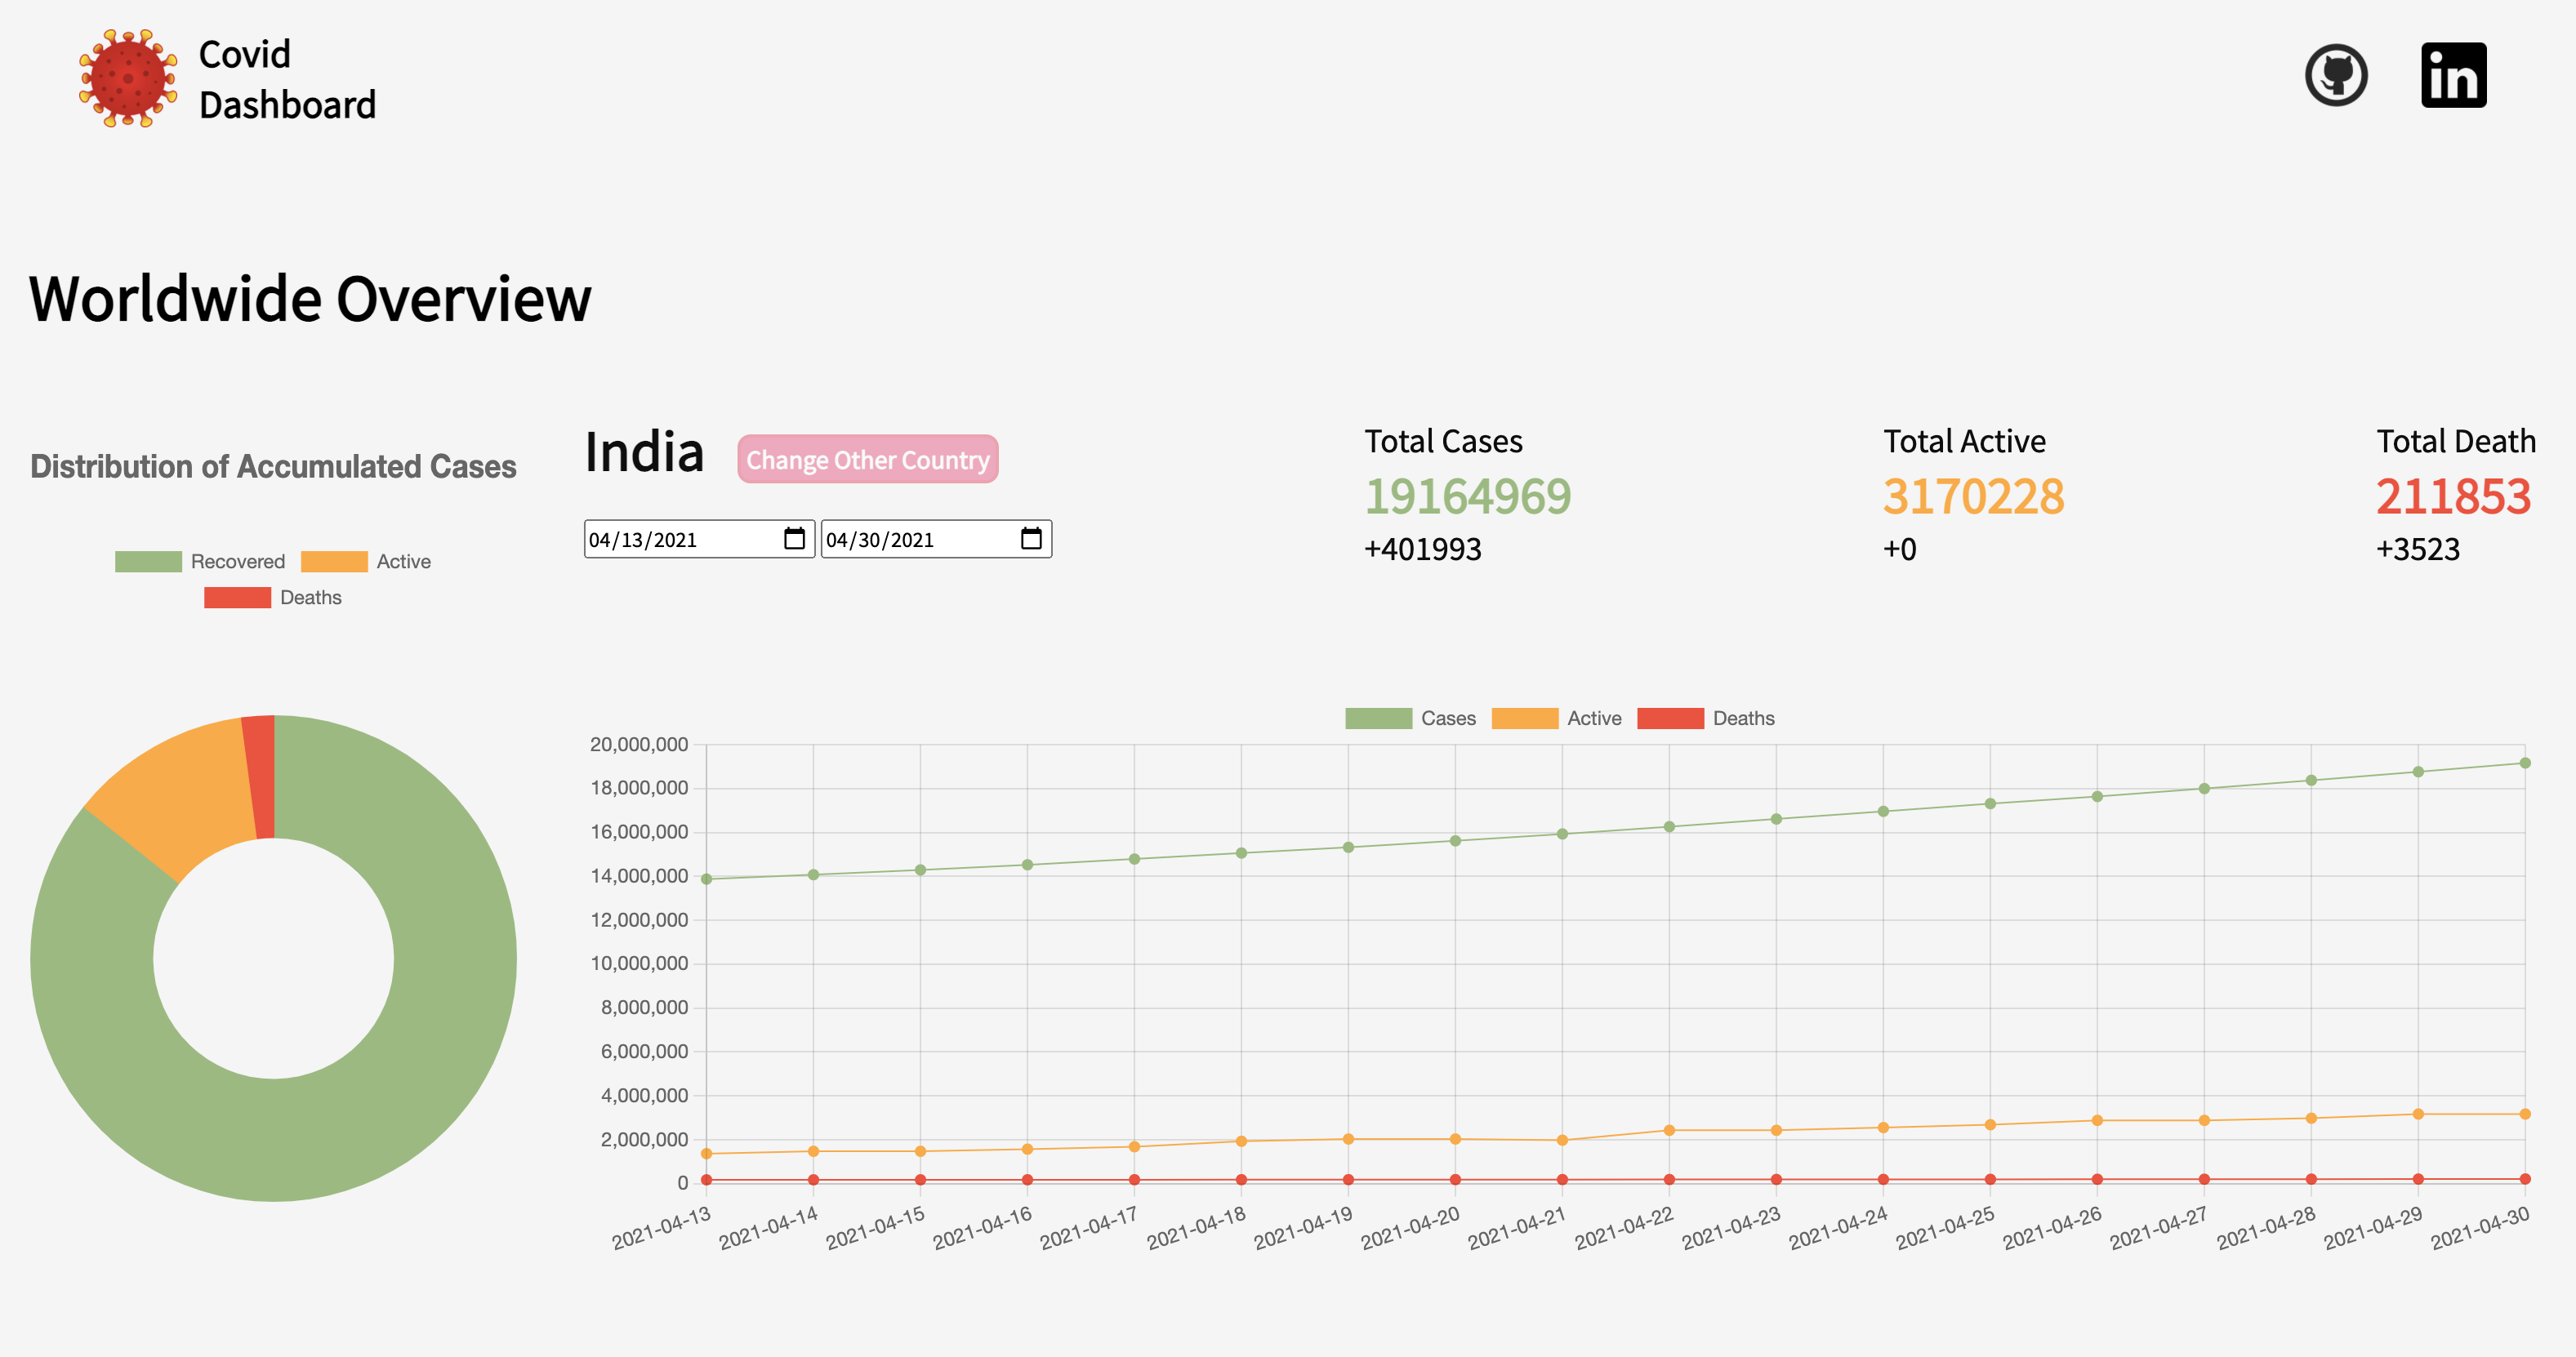 Covid
Dashboard
in
Worldwide Overview
Distribution of Accumulated Cases
Recovered Active
Deaths
India Change Other Country
04/13/2021 04/30/2021
Total Cases
19164969
+401993
Total Active
3170228
+0
Total Death
211853
+3523
Cases Active Deaths
20,000,000
18,000,000
16,000,000
14,000,000
12,000,000
10,000,000
8,000,000
6,000,000
4,000,000
2,000,000
0
2021-04-13 2021-04-14 2021-04-15 2021-04-16 2021-04-17 2021-04-18 2021-04-19 2021-04-20 2021-04-21 2021-04-22 2021-04-23 2021-04-24 2021-04-25 2021-04-26 2021-04-27 2021-04-28 2021-04-29 2021-04-30